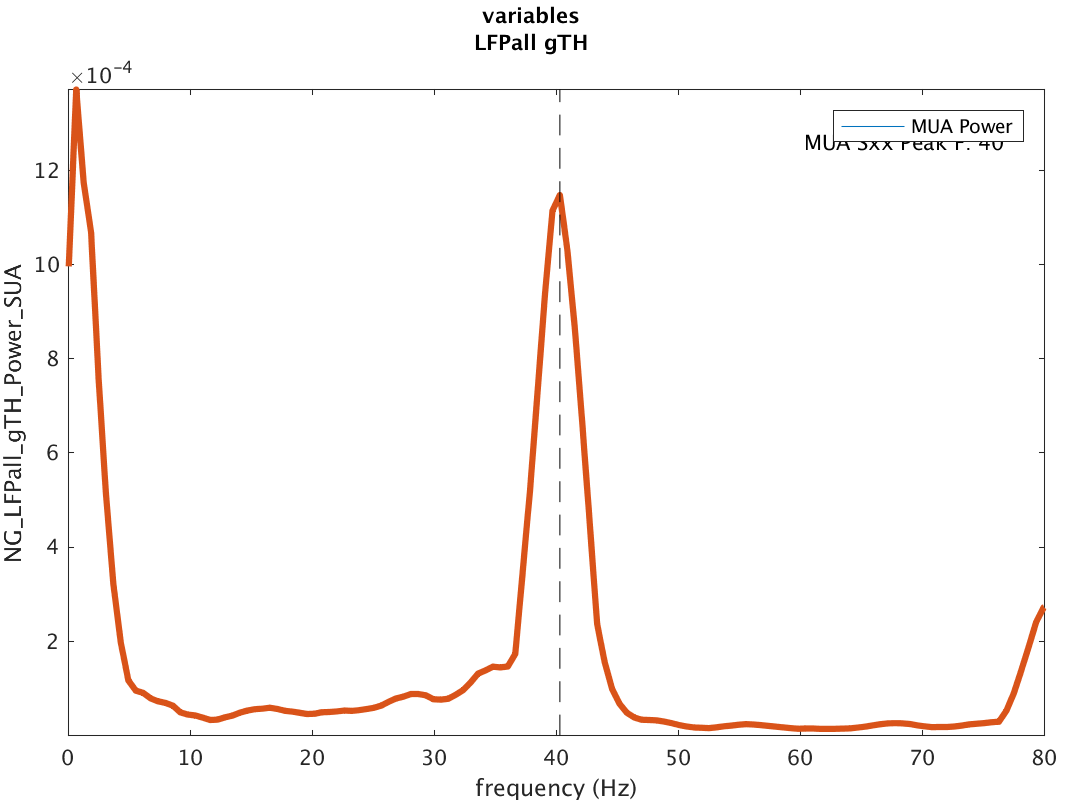 variables
LFPall gTH
×10⁻⁴
MUA Power
MUA Sxx Peak F: 40
12
10
8
6
4
2
NG_LFPall_gTH_Power_SUA
0 10 20 30 40 50 60 70 80
frequency (Hz)